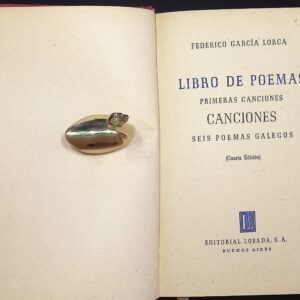 FEDERICO GARCÍA LORCA
LIBRO DE POEMAS
PRIMERAS CANCIONES
CANCIONES
SEIS POEMAS GALEGOS
(Cuarta Edición)
EDITORIAL LOSADA, S.A.
BUENOS AIRES